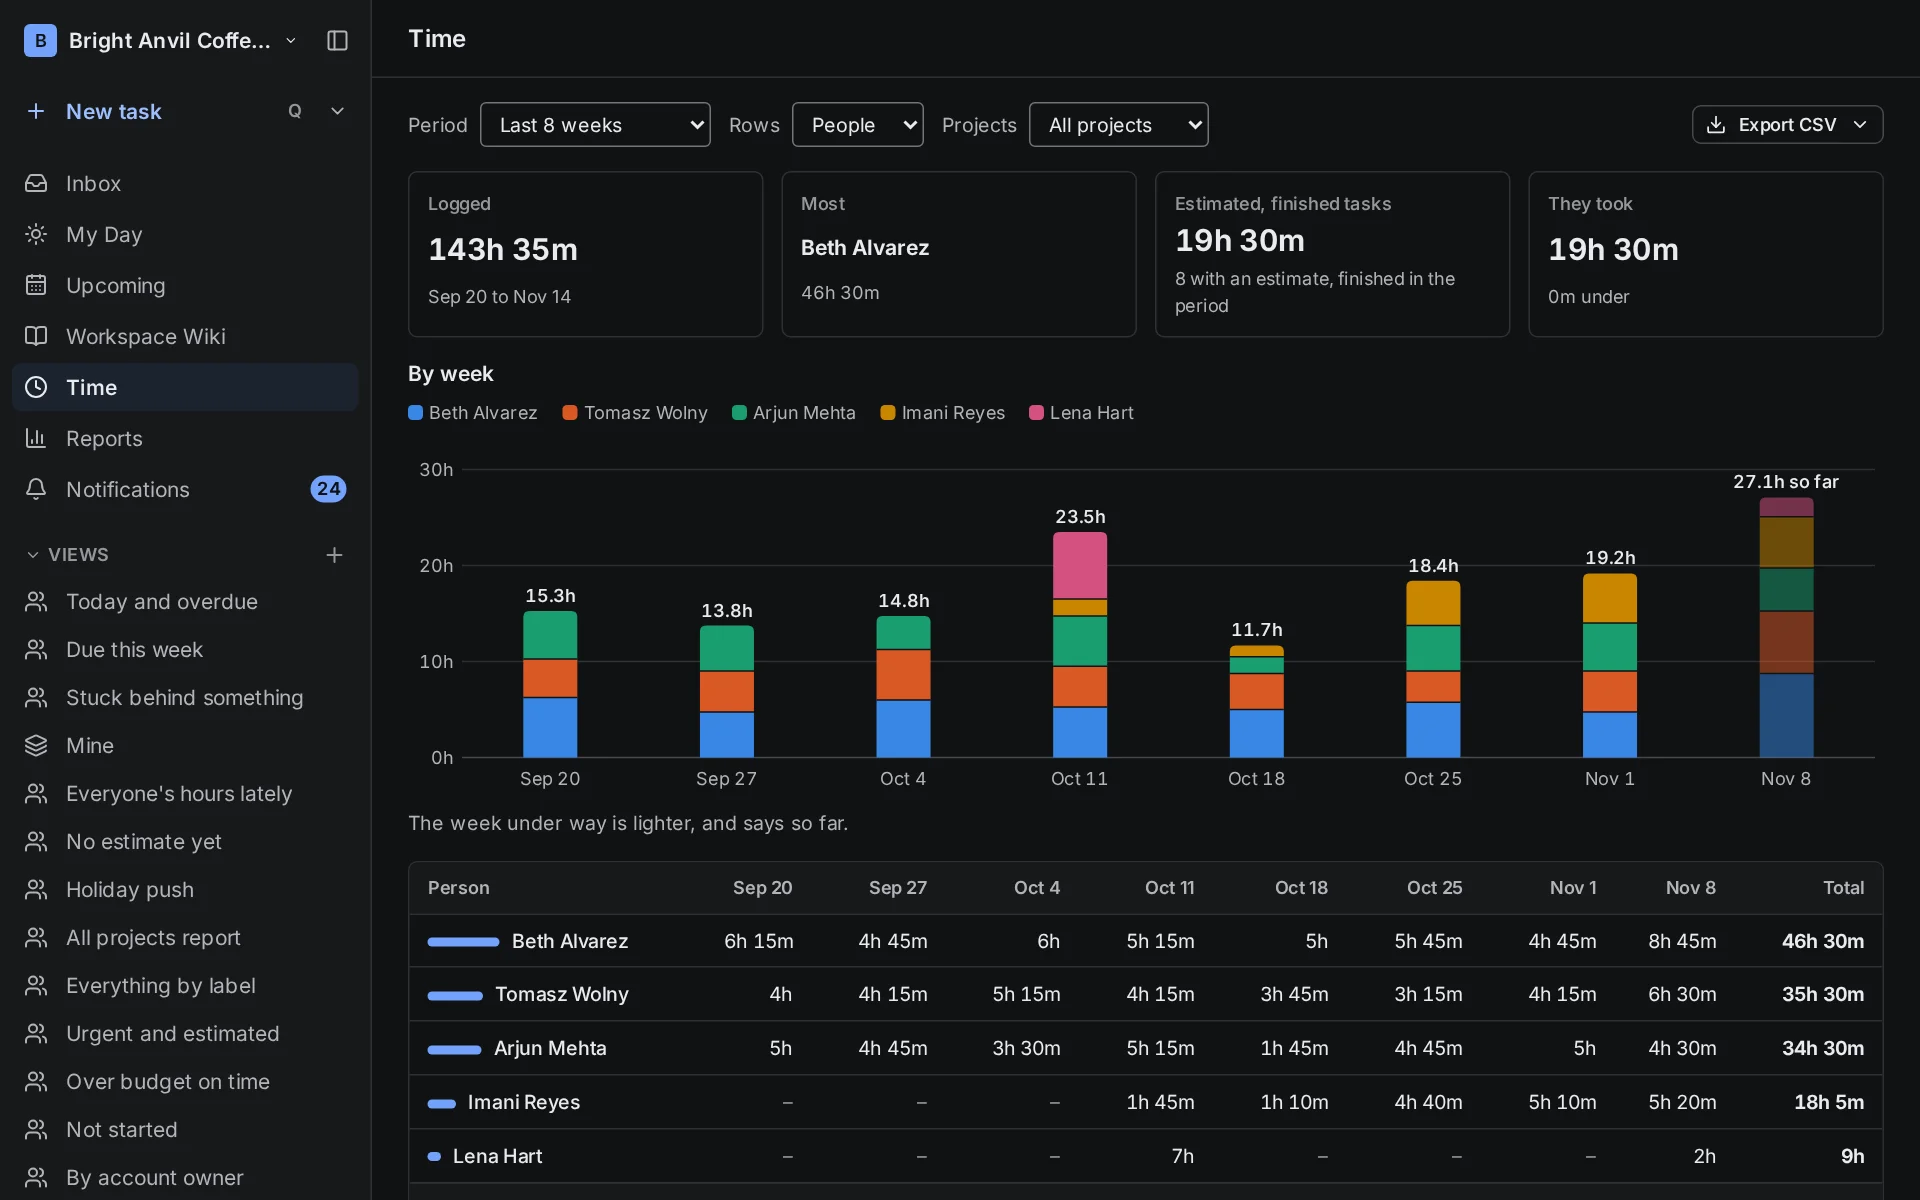 B Bright Anvil Coffe...
New task Q
Inbox
My Day
Upcoming
Workspace Wiki
Time
Reports
Notifications 24
VIEWS
Today and overdue
Due this week
Stuck behind something
Mine
Everyone's hours lately
No estimate yet
Holiday push
All projects report
Everything by label
Urgent and estimated
Over budget on time
Not started
By account owner
Time
Period Last 8 weeks Rows People Projects All projects Export CSV
Logged
143h 35m
Sep 20 to Nov 14
Most
Beth Alvarez
46h 30m
Estimated, finished tasks
19h 30m
8 with an estimate, finished in the
period
They took
19h 30m
0m under
By week
Beth Alvarez Tomasz Wolny Arjun Mehta Imani Reyes Lena Hart
30h
20h
10h
0h
15.3h 13.8h 14.8h 23.5h 11.7h 18.4h 19.2h 27.1h so far
Sep 20 Sep 27 Oct 4 Oct 11 Oct 18 Oct 25 Nov 1 Nov 8
The week under way is lighter, and says so far.
Person Sep 20 Sep 27 Oct 4 Oct 11 Oct 18 Oct 25 Nov 1 Nov 8 Total
Beth Alvarez 6h 15m 4h 45m 6h 5h 15m 5h 5h 45m 4h 45m 8h 45m 46h 30m
Tomasz Wolny 4h 4h 15m 5h 15m 4h 15m 3h 45m 3h 15m 4h 15m 6h 30m 35h 30m
Arjun Mehta 5h 4h 45m 3h 30m 5h 15m 1h 45m 4h 45m 5h 4h 30m 34h 30m
Imani Reyes – – – 1h 45m 1h 10m 4h 40m 5h 10m 5h 20m 18h 5m
Lena Hart – – – 7h – – – 2h 9h